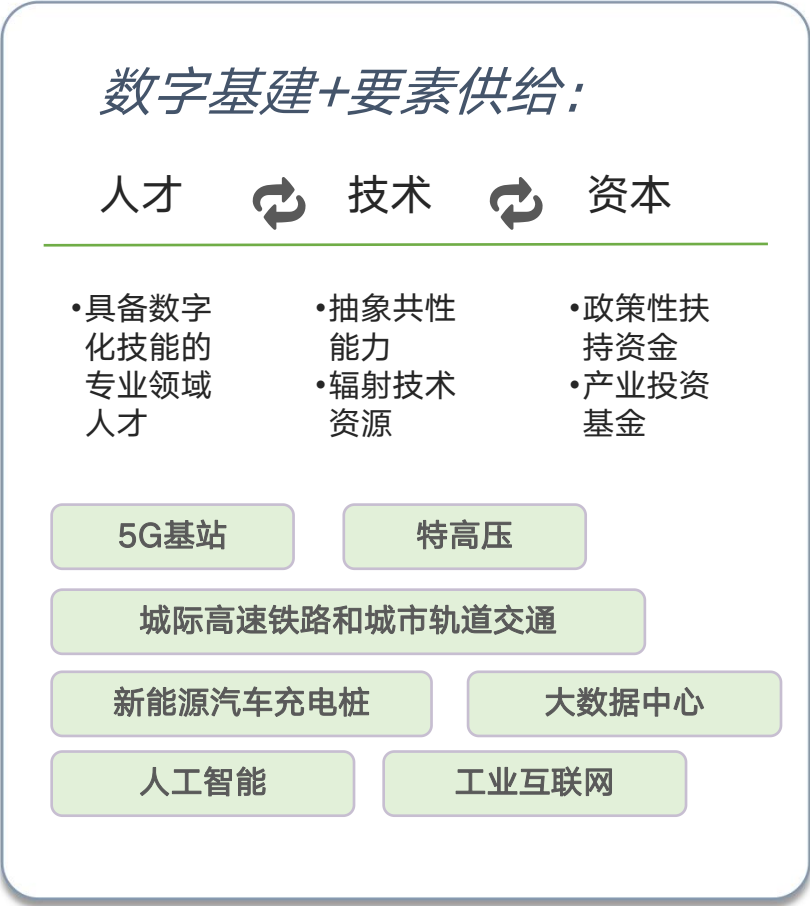 数字基建+要素供给：
人才 技术 资本
•具备数字
化技能的
专业领域
人才
•抽象共性
能力
•辐射技术
资源
•政策性扶
持资金
•产业投资
基金
5G基站 特高压
城际高速铁路和城市轨道交通
新能源汽车充电桩 大数据中心
人工智能 工业互联网